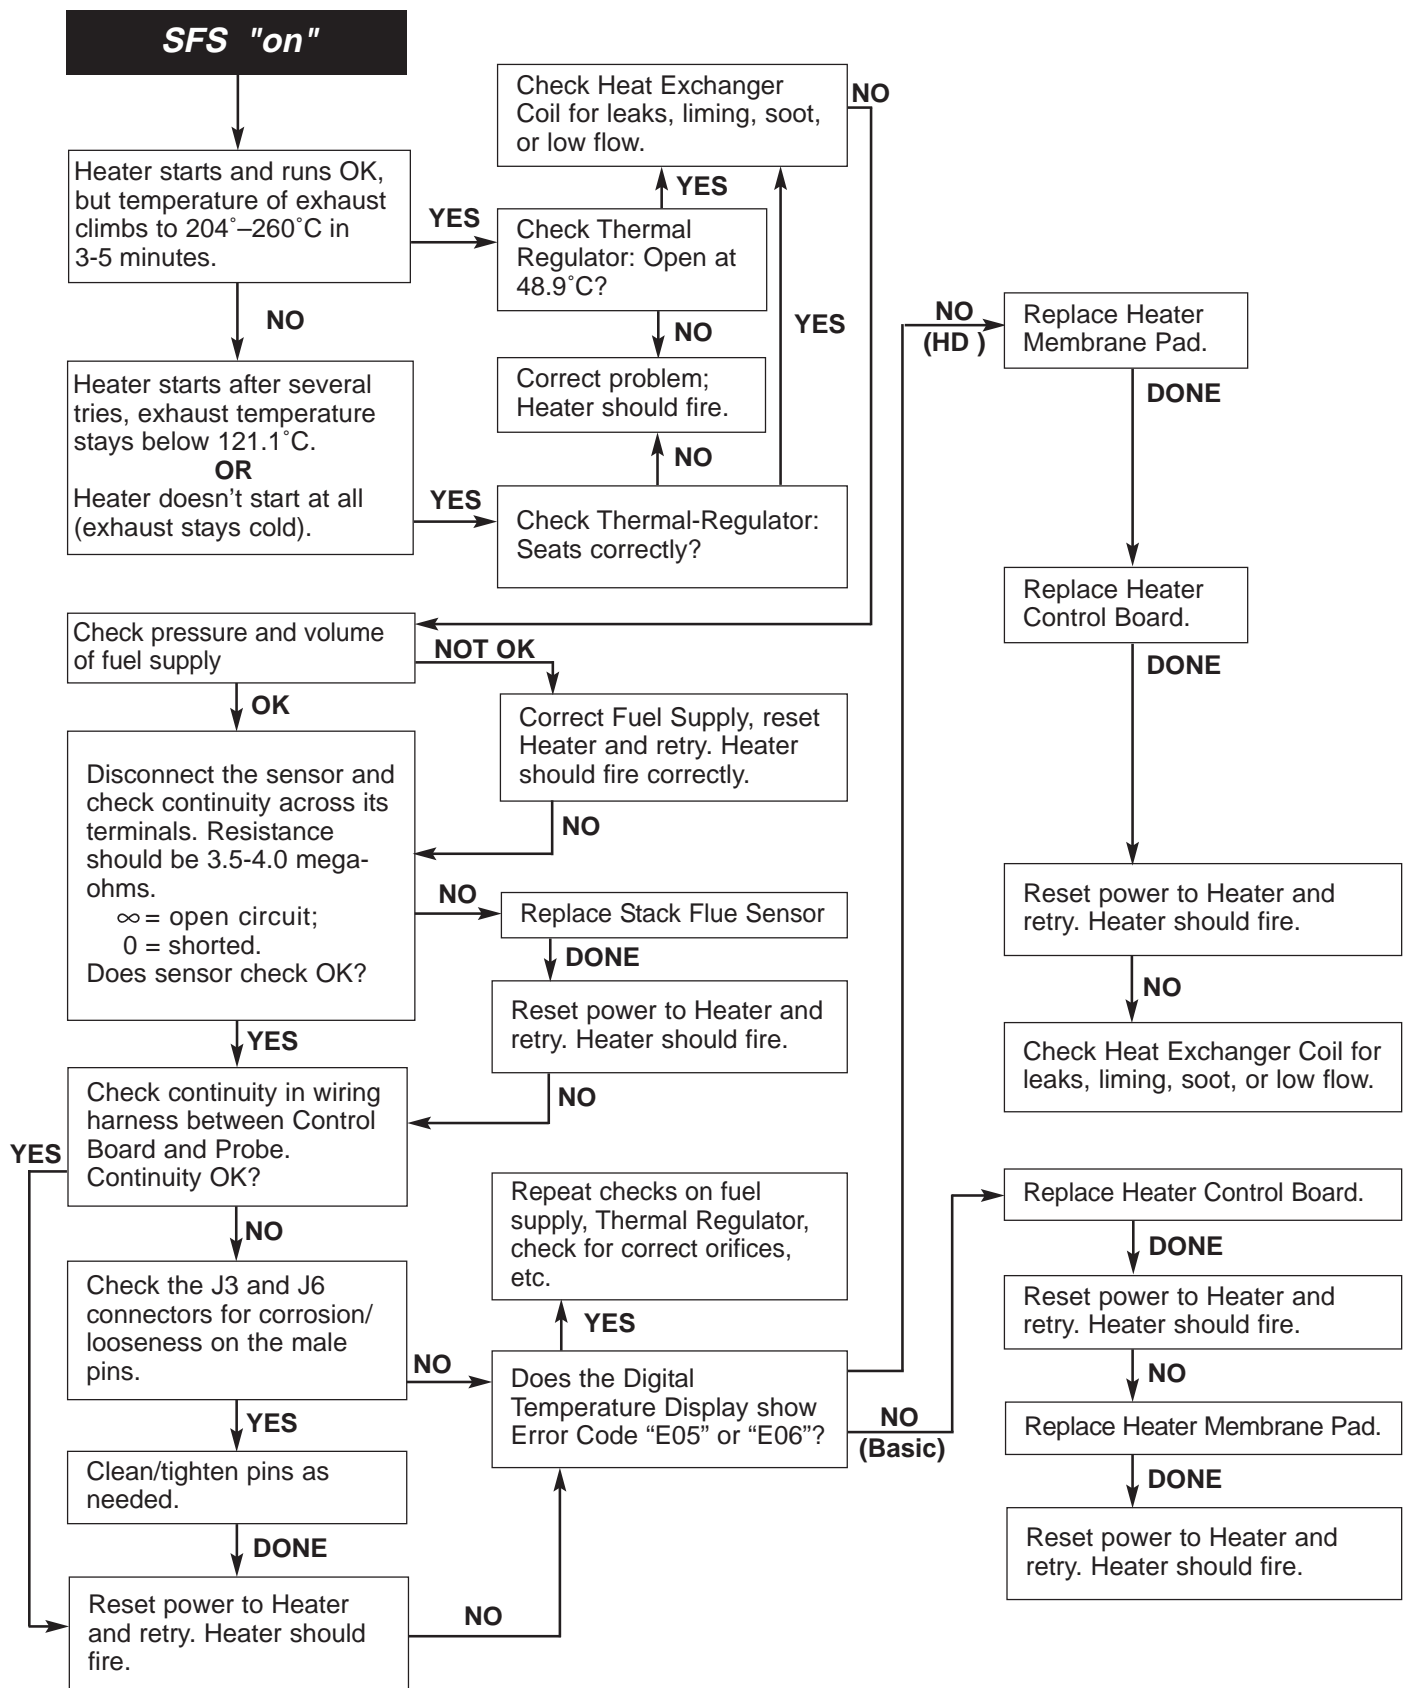 SFS "on"
Check Heat Exchanger
Coil for leaks, liming, soot,
or low flow.
NO
Heater starts and runs OK,
but temperature of exhaust
climbs to 204˚–260˚C in
3-5 minutes.
YES
YES
Check Thermal
Regulator: Open at
48.9˚C?
NO
YES
NO
Correct problem;
Heater should fire.
Heater starts after several
tries, exhaust temperature
stays below 121.1˚C.
OR
Heater doesn't start at all
(exhaust stays cold).
NO
YES
Check Thermal-Regulator:
Seats correctly?
NO
(HD )
Replace Heater
Membrane Pad.
DONE
Replace Heater
Control Board.
DONE
Check pressure and volume
of fuel supply
NOT OK
OK
Correct Fuel Supply, reset
Heater and retry. Heater
should fire correctly.
NO
Disconnect the sensor and
check continuity across its
terminals. Resistance
should be 3.5-4.0 mega-
ohms.
∞ = open circuit;
0 = shorted.
Does sensor check OK?
NO
Replace Stack Flue Sensor
DONE
Reset power to Heater and
retry. Heater should fire.
NO
YES
Reset power to Heater and
retry. Heater should fire.
NO
Check Heat Exchanger Coil for
leaks, liming, soot, or low flow.
Check continuity in wiring
harness between Control
Board and Probe.
Continuity OK?
YES
NO
Repeat checks on fuel
supply, Thermal Regulator,
check for correct orifices,
etc.
YES
Check the J3 and J6
connectors for corrosion/
looseness on the male
pins.
NO
Does the Digital
Temperature Display show
Error Code “E05” or “E06”?
NO
(Basic)
Replace Heater Control Board.
DONE
Reset power to Heater and
retry. Heater should fire.
NO
Replace Heater Membrane Pad.
DONE
Reset power to Heater and
retry. Heater should fire.
YES
Clean/tighten pins as
needed.
DONE
Reset power to Heater
and retry. Heater should
fire.
NO